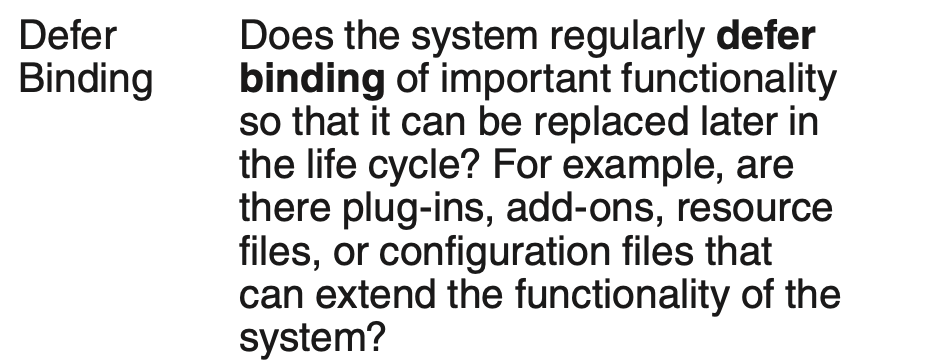 Defer
Binding
Does the system regularly defer
binding of important functionality
so that it can be replaced later in
the life cycle? For example, are
there plug-ins, add-ons, resource
files, or configuration files that
can extend the functionality of the
system?